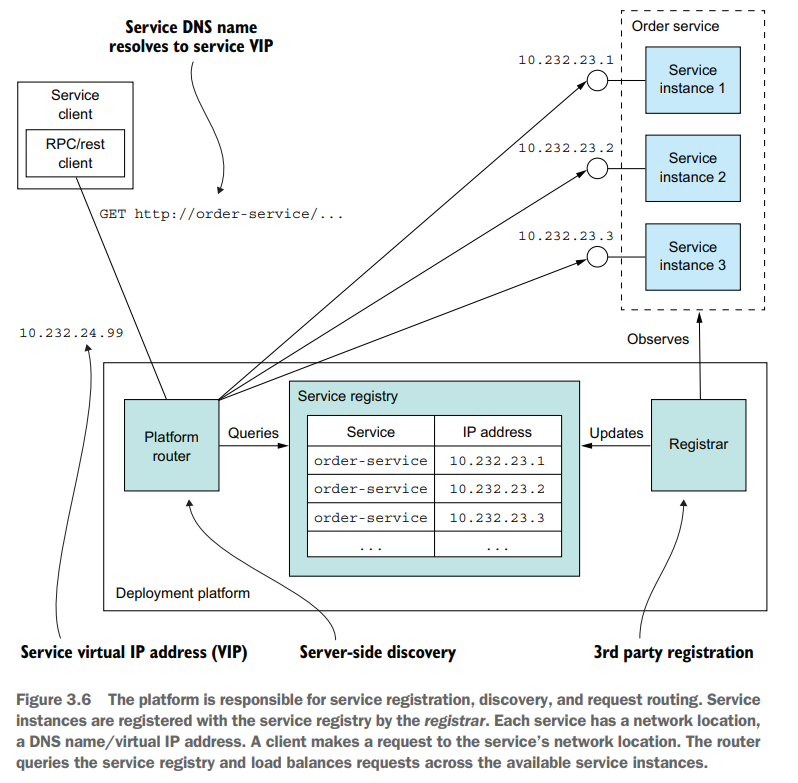 Service DNS name
resolves to service VIP
Order service
10.232.23.1
Service
instance 1
Service
client
RPC/rest
client
10.232.23.2
Service
instance 2
GET http://order-service/...
10.232.23.3
Service
instance 3
10.232.24.99
Observes
Service registry
Platform
router
Queries
Service IP address
order-service 10.232.23.1
order-service 10.232.23.2
order-service 10.232.23.3
... ...
Updates
Registrar
Deployment platform
Service virtual IP address (VIP)
Server-side discovery
3rd party registration
Figure 3.6 The platform is responsible for service registration, discovery, and request routing. Service
instances are registered with the service registry by the registrar. Each service has a network location,
a DNS name/virtual IP address. A client makes a request to the service's network location. The router
queries the service registry and load balances requests across the available service instances.